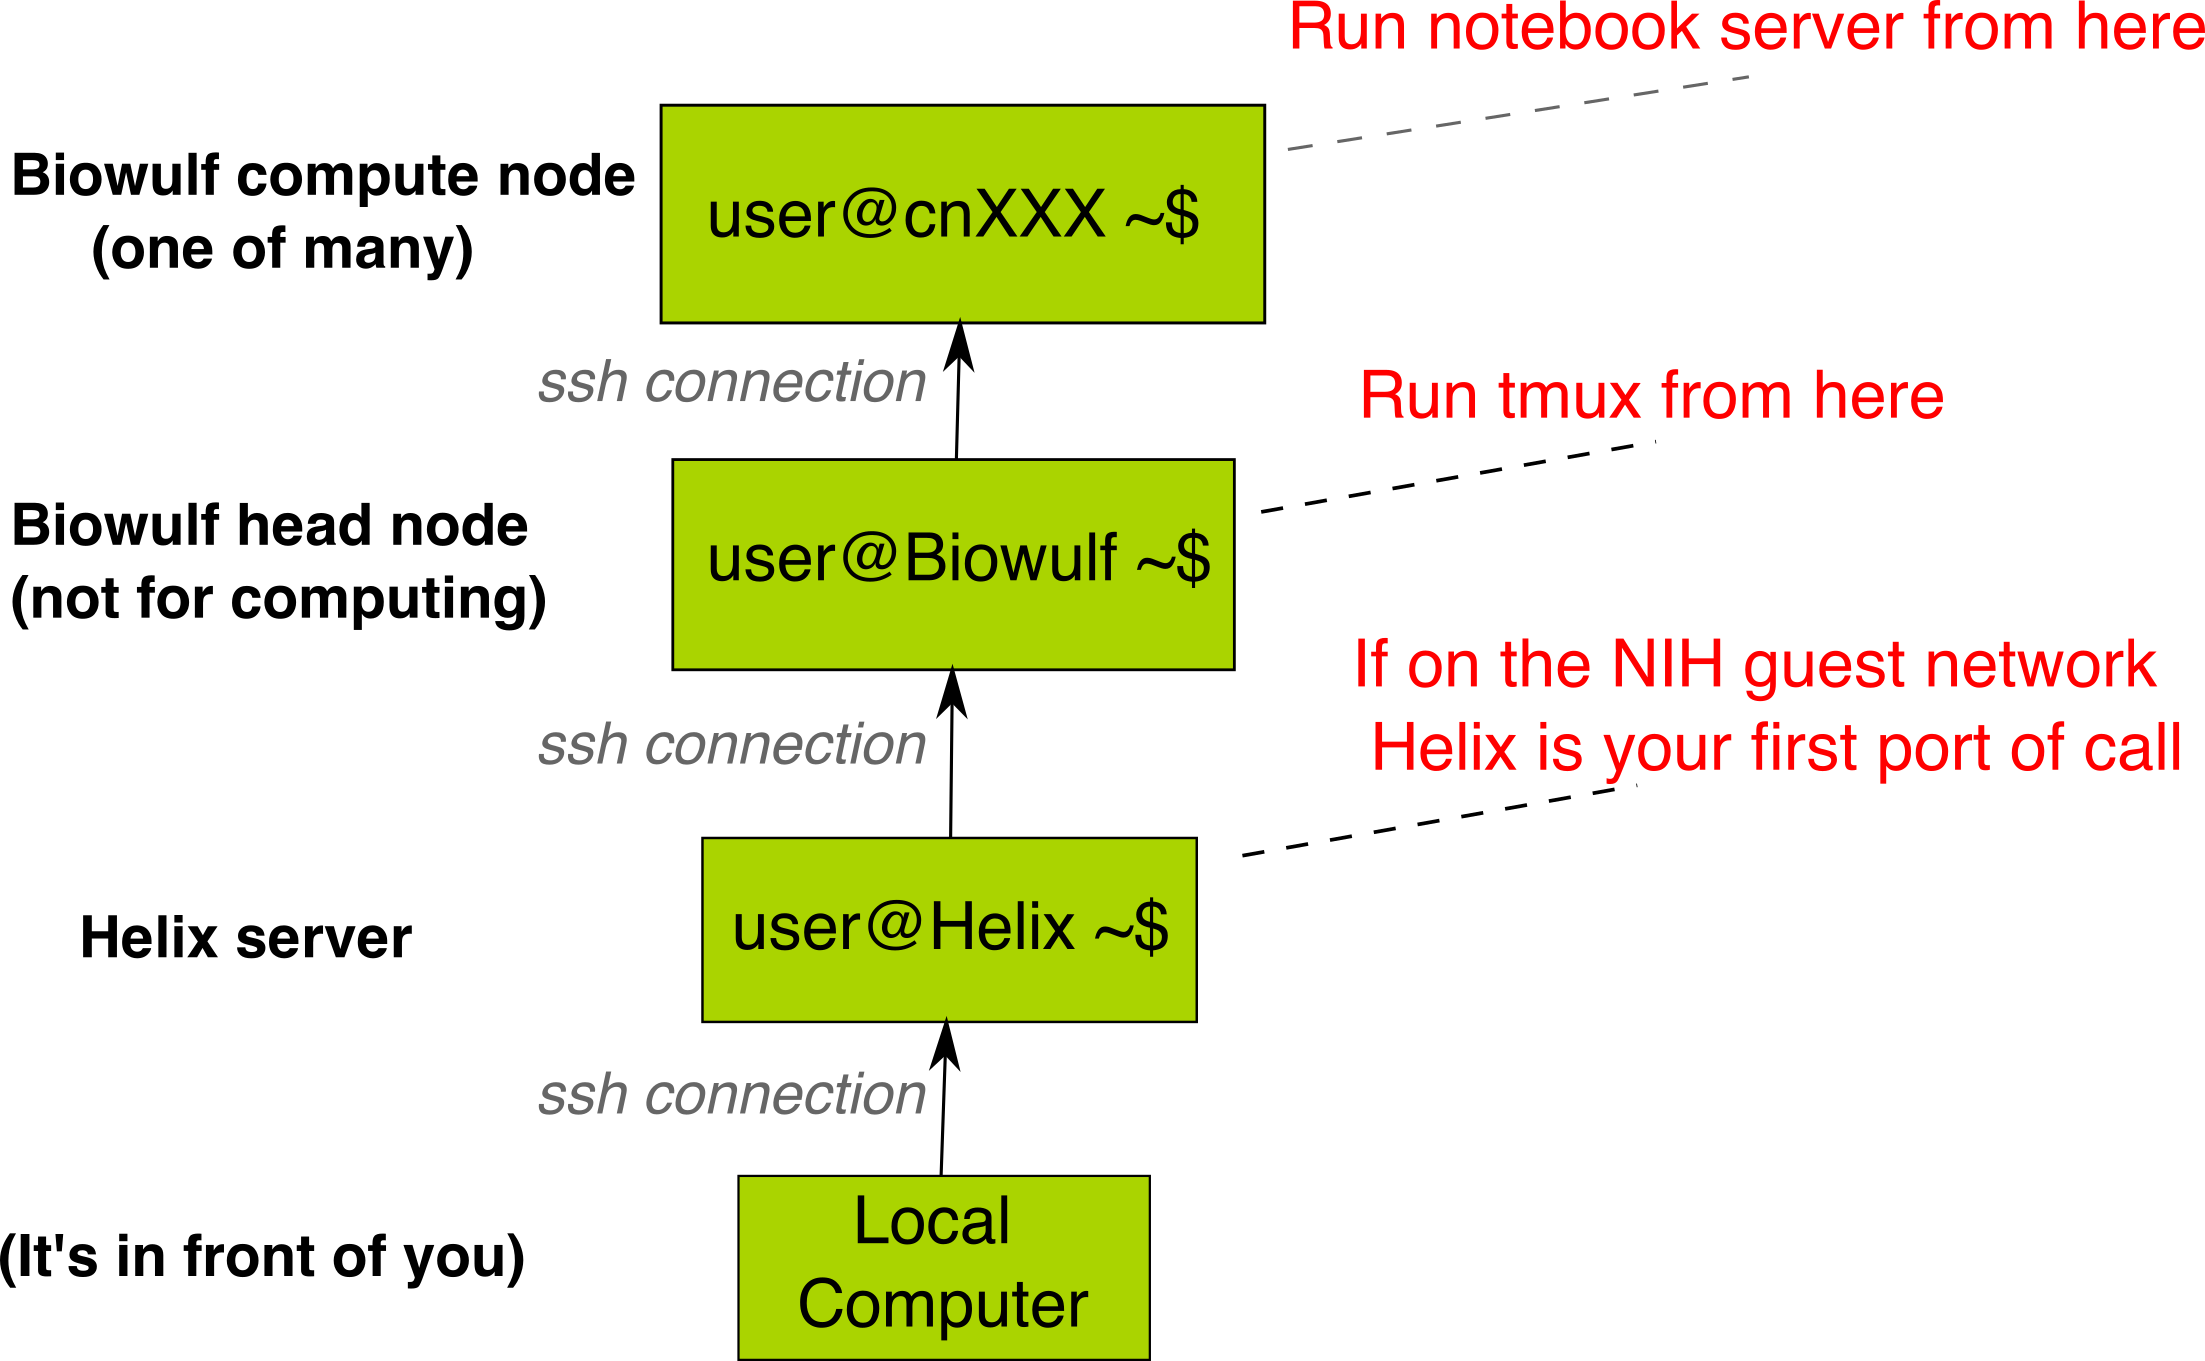 Run notebook server from here
Biowulf compute node
(one of many)
user@cnXXX ~$
ssh connection
Run tmux from here
Biowulf head node
(not for computing)
user@Biowulf ~$
If on the NIH guest network
Helix is your first port of call
ssh connection
Helix server
user@Helix ~$
ssh connection
(It's in front of you)
Local
Computer